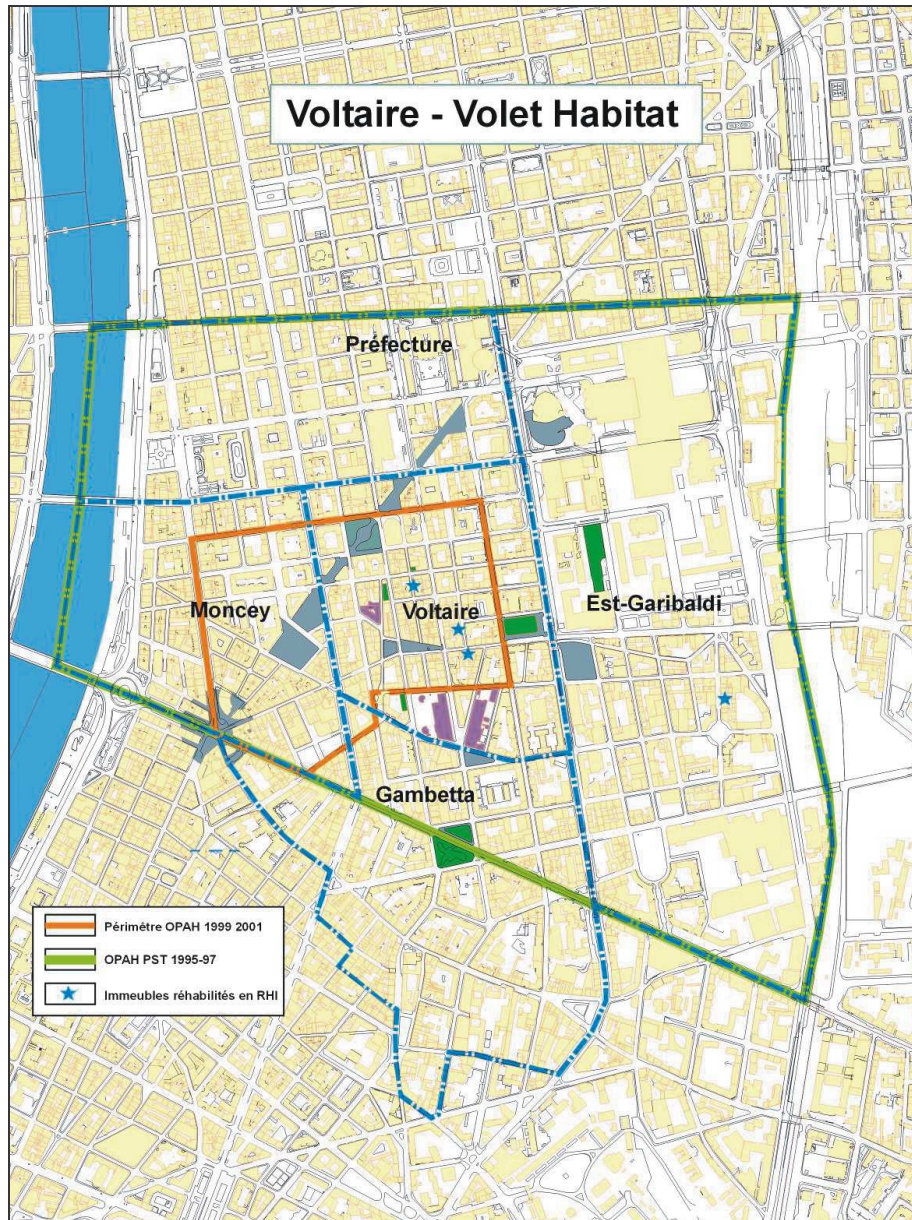 Voltaire - Volet Habitat
Préfecture
Moncey
Voltaire
Est-Garibaldi
Gambetta
Périmètre OPAH 1999 2001
OPAH PST 1995-97
Immeubles réhabilités en RHI